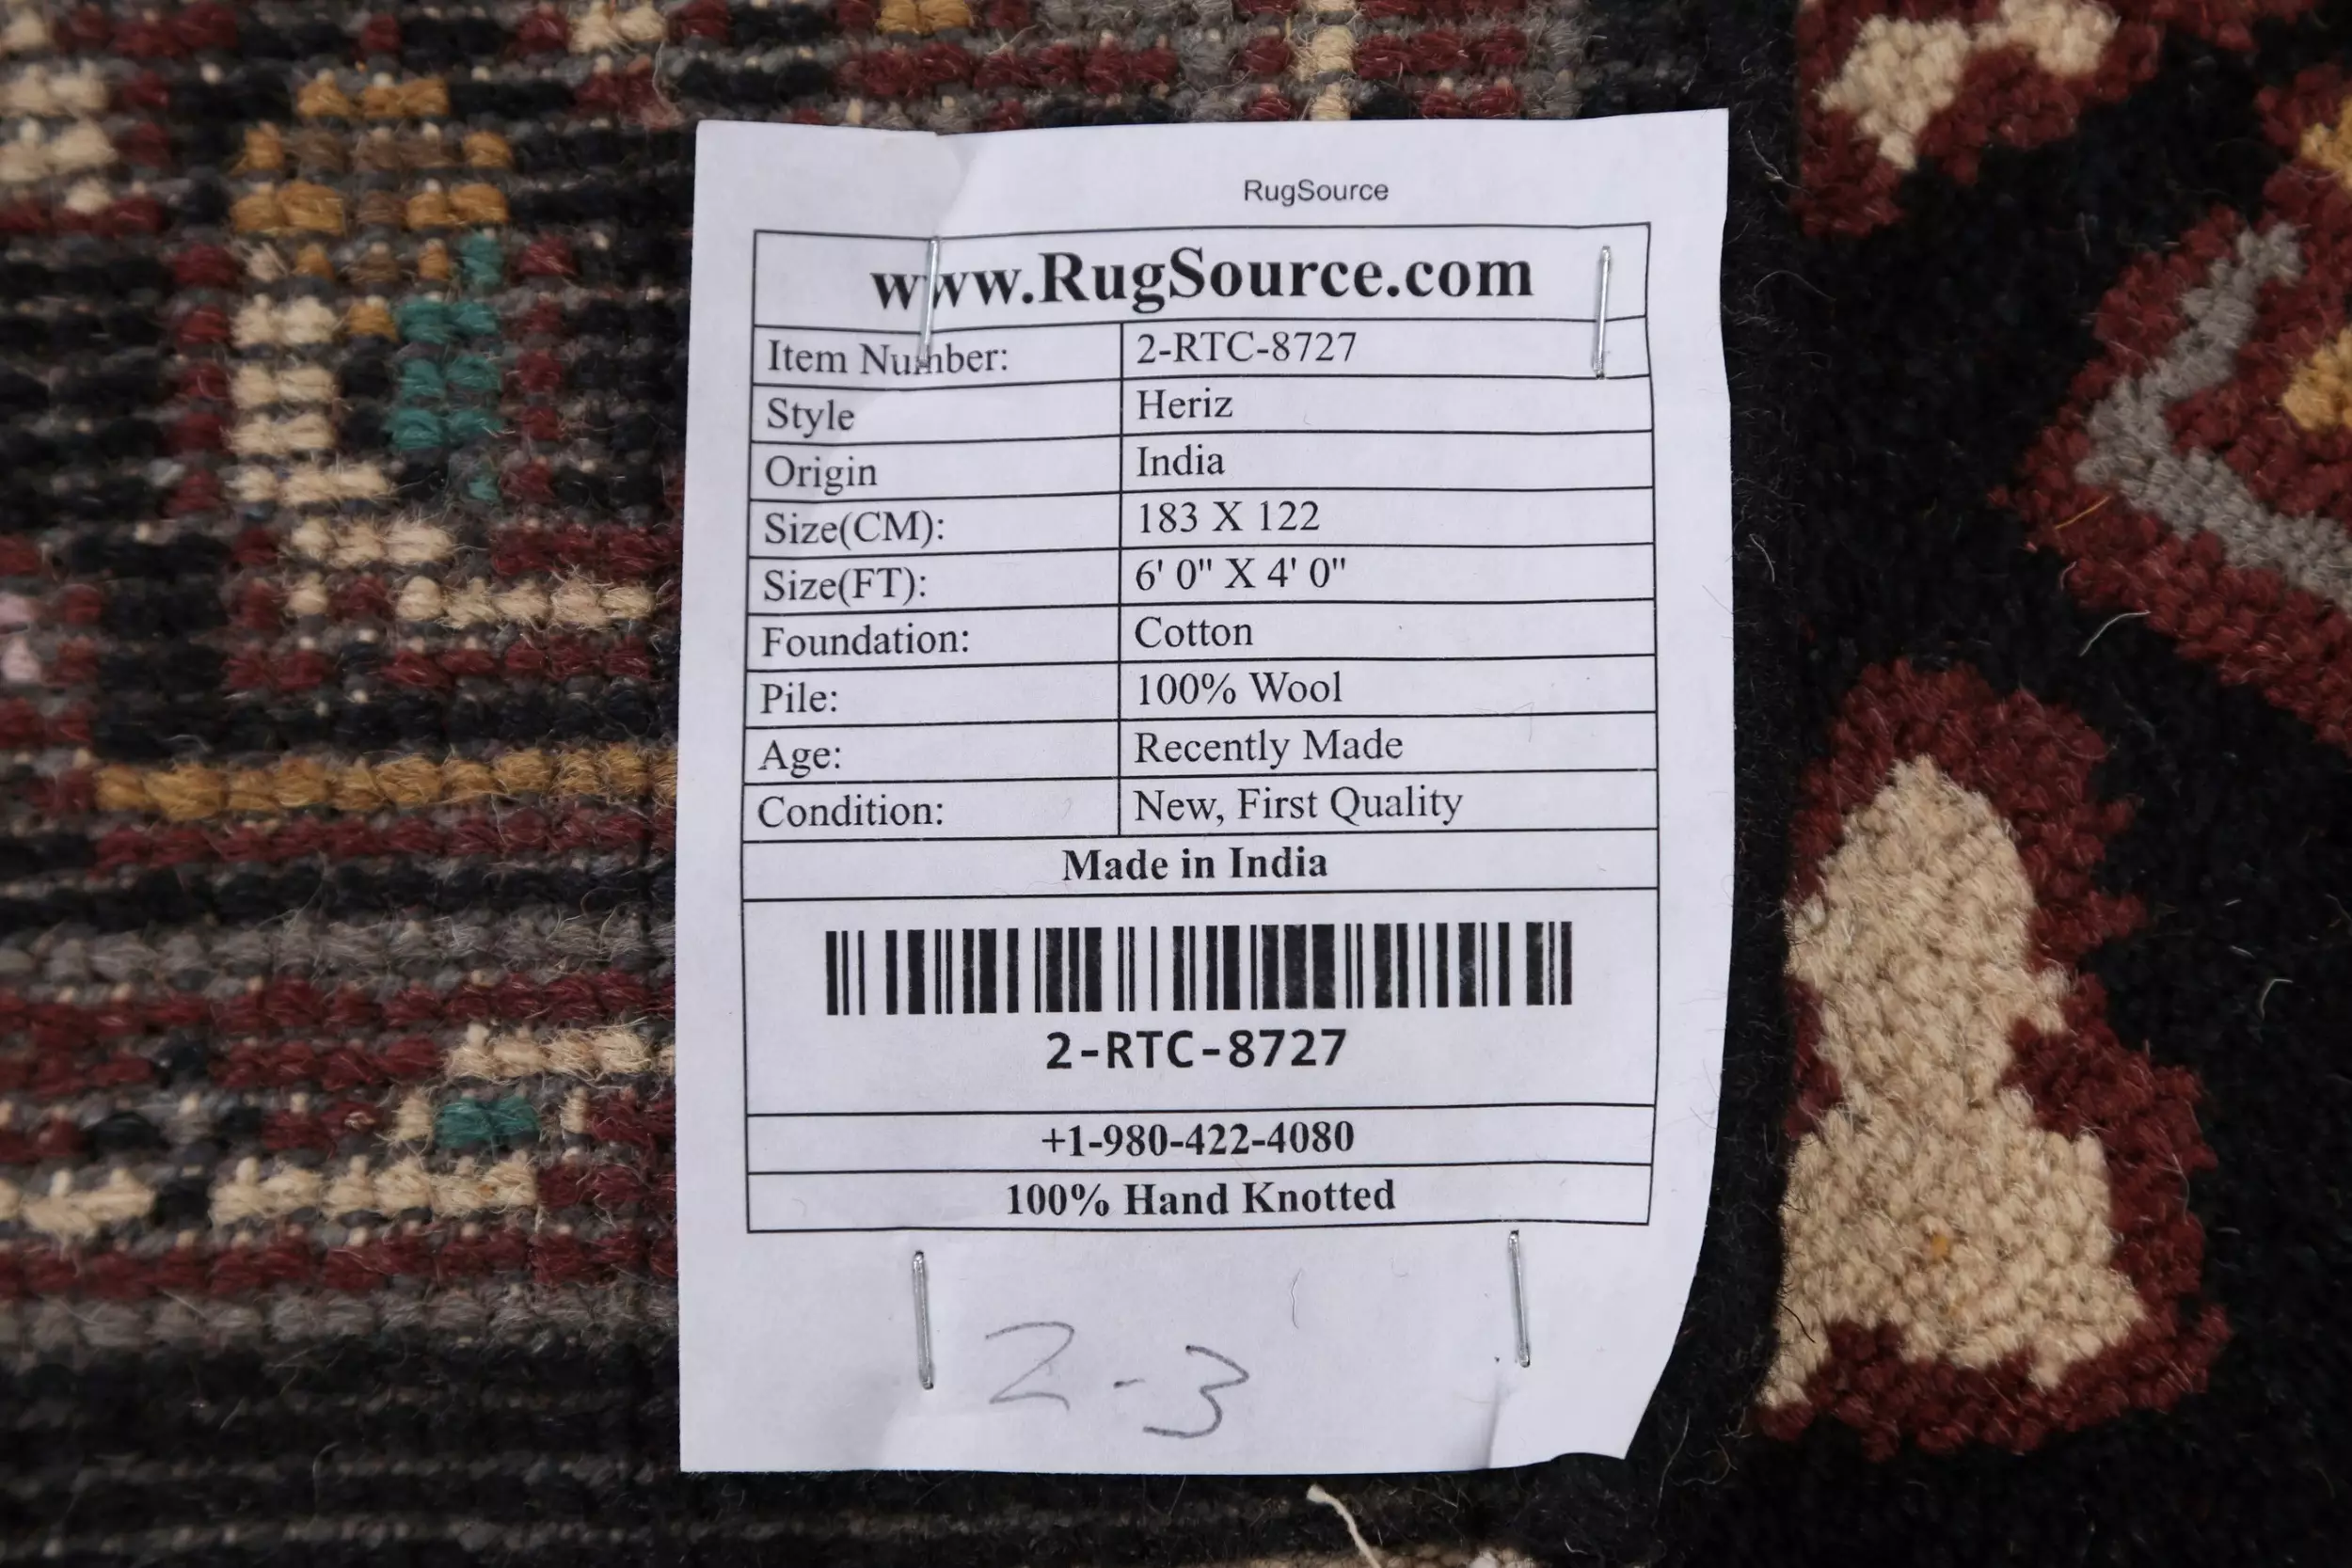 RugSource
www.RugSource.com
Item Number: 2-RTC-8727
Style Heriz
Origin India
Size(CM): 183 X 122
Size(FT): 6' 0" X 4' 0"
Foundation: Cotton
Pile: 100% Wool
Age: Recently Made
Condition: New, First Quality
Made in India
2-RTC-8727
+1-980-422-4080
100% Hand Knotted
2-3